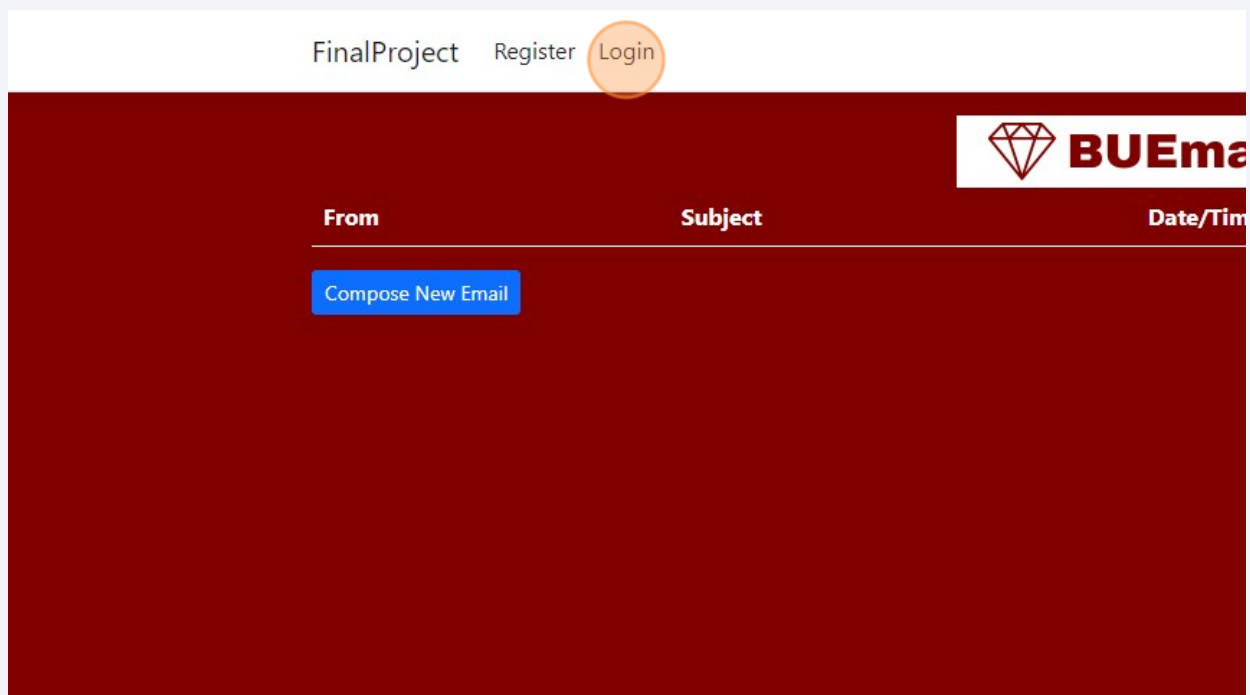 FinalProject Register Login
BUEma
From Subject Date/Tim
Compose New Email